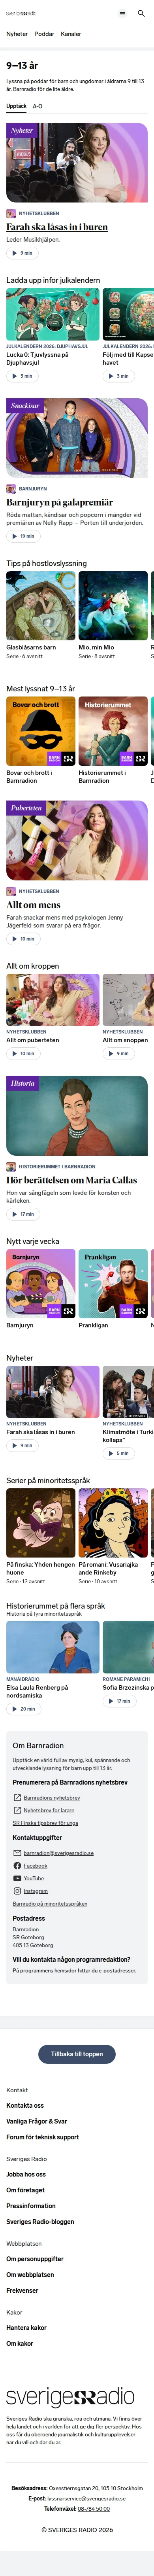 sverigesradio
Nyheter Poddar Kanaler
9–13 år
Lyssna på poddar för barn och ungdomar i åldrarna 9 till 13
år. Barnradio för de lite äldre.
Upptäck A-Ö
Nyheter
NYHETSKLUBBEN
Farah ska låsas in i buren
Leder Musikhjälpen.
9 min
Ladda upp inför julkalendern
JULKALENDERN 2026: DJUPHAVSJUL
Lucka 0: Tjuvlyssna på
Djuphavsjul
3 min
JULKALENDERN 2026:
Följ med till Kapse
havet
3 min
Snackisar
BARNJURYN
Barnjuryn på galapremiär
Röda mattan, kändisar och popcorn i mängder vid
premiären av Nelly Rapp – Porten till underjorden.
19 min
Tips på höstlovslyssning
Glasblåsarns barn
Serie · 6 avsnitt
Mio, min Mio
Serie · 8 avsnitt
Mest lyssnat 9–13 år
Bovar och brott
Bovar och brott i
Barnradion
Historierummet
Historierummet i
Barnradion
Puberteten
NYHETSKLUBBEN
Allt om mens
Farah snackar mens med psykologen Jenny
Jägerfeld som svarar på era frågor.
10 min
Allt om kroppen
NYHETSKLUBBEN
Allt om puberteten
10 min
NYHETSKLUBBEN
Allt om snoppen
9 min
Historia
HISTORIERUMMET I BARNRADION
Hör berättelsen om Maria Callas
Hon var sångfågeln som levde för konsten och
kärleken.
17 min
Nytt varje vecka
Barnjuryn
Barnjuryn
Prankligan
Prankligan
Nyheter
NYHETSKLUBBEN
Farah ska låsas in i buren
9 min
NYHETSKLUBBEN
Klimatmöte i Turki
kollaps"
5 min
Serier på minoritetsspråk
På finska: Yhden hengen
huone
Serie · 12 avsnitt
På romani: Vusariajka
ande Rinkeby
Serie · 10 avsnitt
Historierummet på flera språk
Historia på fyra minoritetsspråk
MANÁIDRÁDIO
Elsa Laula Renberg på
nordsamiska
20 min
ROMANE PARAMICHI
Sofia Brzezinska p
17 min
Om Barnradion
Upptäck en värld full av mysig, kul, spännande och
utvecklande lyssning för barn upp till 13 år.
Prenumerera på Barnradions nyhetsbrev
Barnradions nyhetsbrev
Nyhetsbrev för lärare
SR Finska tipsbrev för unga
Kontaktuppgifter
barnradion@sverigesradio.se
Facebook
YouTube
Instagram
Barnradio på minoritetsspråken
Postadress
Barnradion
SR Göteborg
405 13 Göteborg
Vill du kontakta någon programredaktion?
På programmens hemsidor hittar du e-postadresser.
Tillbaka till toppen
Kontakt
Kontakta oss
Vanliga Frågor & Svar
Forum för teknisk support
Sveriges Radio
Jobba hos oss
Om företaget
Pressinformation
Sveriges Radio-bloggen
Webbplatsen
Om personuppgifter
Om webbplatsen
Frekvenser
Kakor
Hantera kakor
Om kakor
sverigesradio
Sveriges Radio ska granska, roa och utmana. Vi finns över
hela landet och i världen för att ge dig fler perspektiv. Hos
oss får du oberoende journalistik och kulturupplevelser –
när du vill och där du är.
Besöksadress: Oxenstiernsgatan 20, 105 10 Stockholm
E-post: lyssnarservice@sverigesradio.se
Telefonväxel: 08-784 50 00
© SVERIGES RADIO 2026